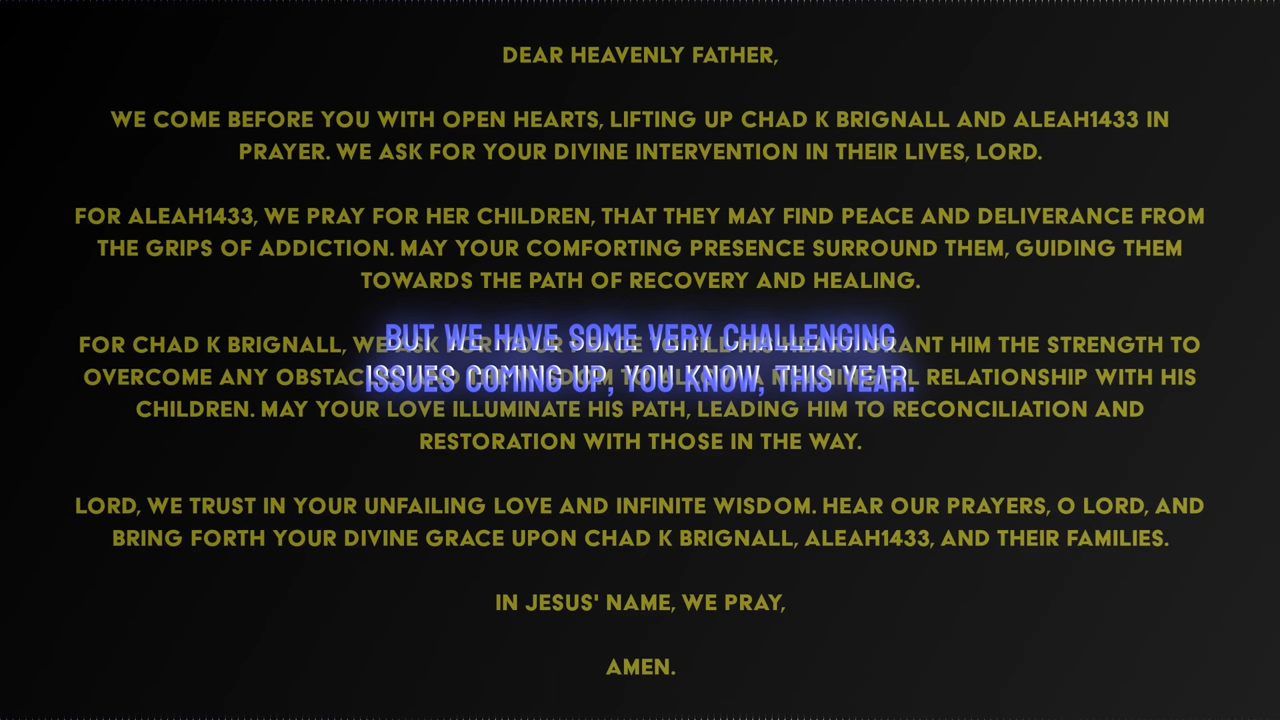 DEAR HEAVENLY FATHER,
WE COME BEFORE YOU WITH OPEN HEARTS, LIFTING UP CHAD K BRIGNALL AND ALEAH1433 IN
PRAYER. WE ASK FOR YOUR DIVINE INTERVENTION IN THEIR LIVES, LORD.
FOR ALEAH1433, WE PRAY FOR HER CHILDREN, THAT THEY MAY FIND PEACE AND DELIVERANCE FROM
THE GRIPS OF ADDICTION. MAY YOUR COMFORTING PRESENCE SURROUND THEM, GUIDING THEM
TOWARDS THE PATH OF RECOVERY AND HEALING.
BUT WE HAVE SOME VERY CHALLENGING
ISSUES COMING UP, YOU KNOW, THIS YEAR.
FOR CHAD K BRIGNALL, WE ASK FOR YOUR HIM THE STRENGTH TO
OVERCOME ANY RELATIONSHIP WITH HIS
CHILDREN. MAY YOUR LOVE ILLUMINATE HIS PATH, LEADING HIM TO RECONCILIATION AND
RESTORATION WITH THOSE IN THE WAY.
LORD, WE TRUST IN YOUR UNFAILING LOVE AND INFINITE WISDOM. HEAR OUR PRAYERS, O LORD, AND
BRING FORTH YOUR DIVINE GRACE UPON CHAD K BRIGNALL, ALEAH1433, AND THEIR FAMILIES.
IN JESUS' NAME, WE PRAY,
AMEN.